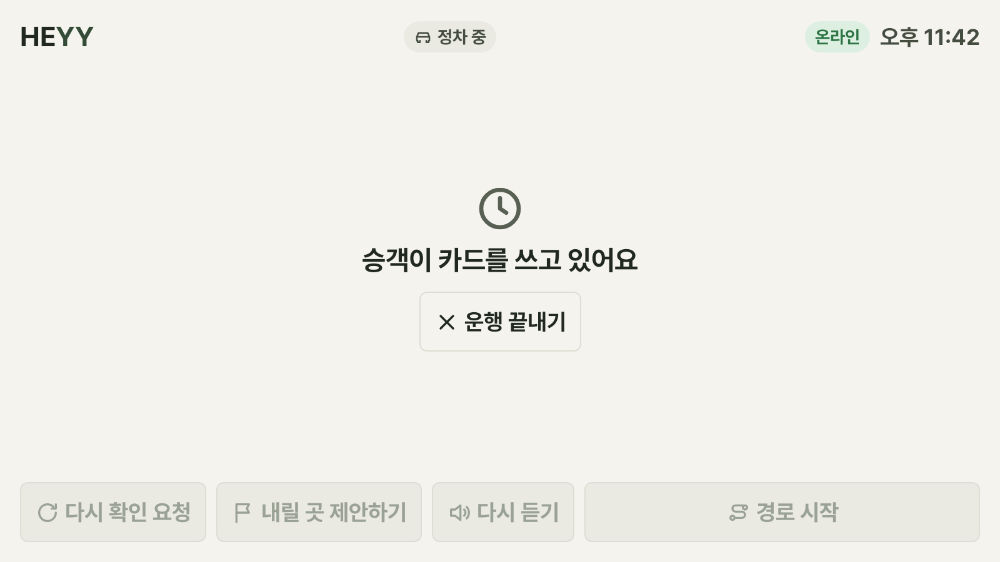 HEYY
정차 중
온라인
오후 11:42
승객이 카드를 쓰고 있어요
운행 끝내기
다시 확인 요청
내릴 곳 제안하기
다시 듣기
경로 시작